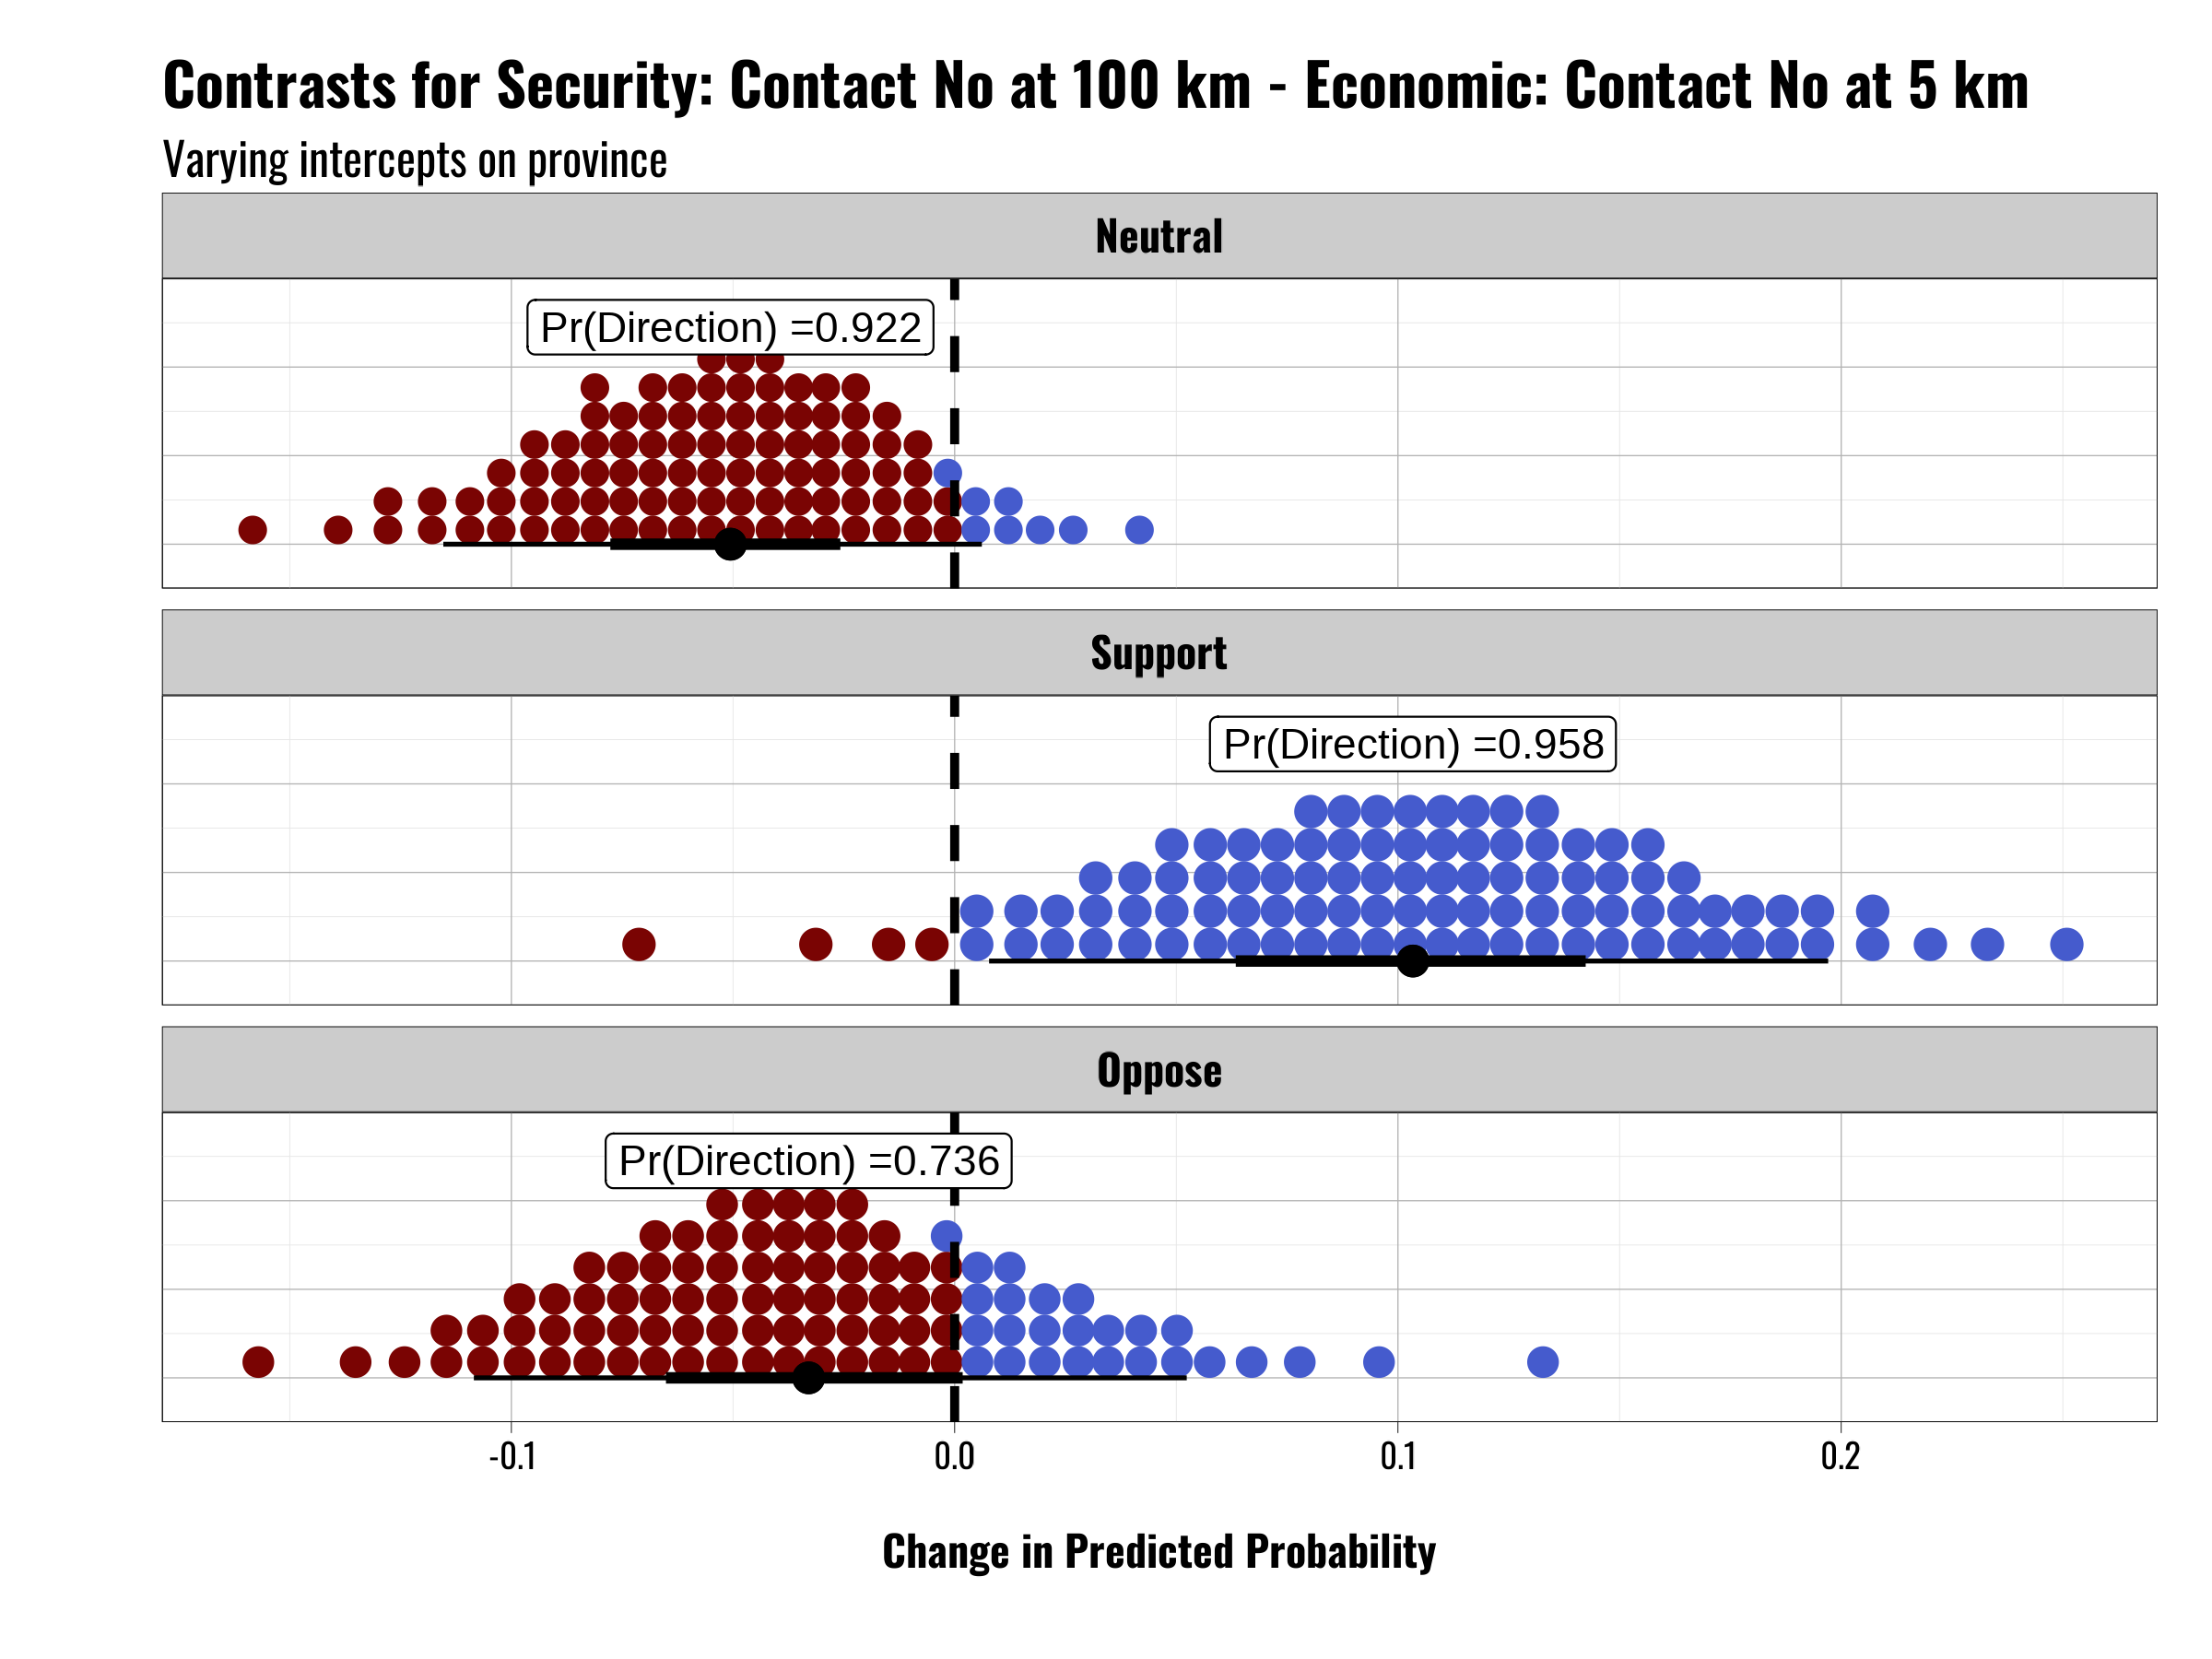 Contrasts for Security: Contact No at 100 km - Economic: Contact No at 5 km
Varying intercepts on province
Neutral
Pr(Direction) =0.922
Support
Pr(Direction) =0.958
Oppose
Pr(Direction) =0.736
-0.1 0.0 0.1 0.2
Change in Predicted Probability